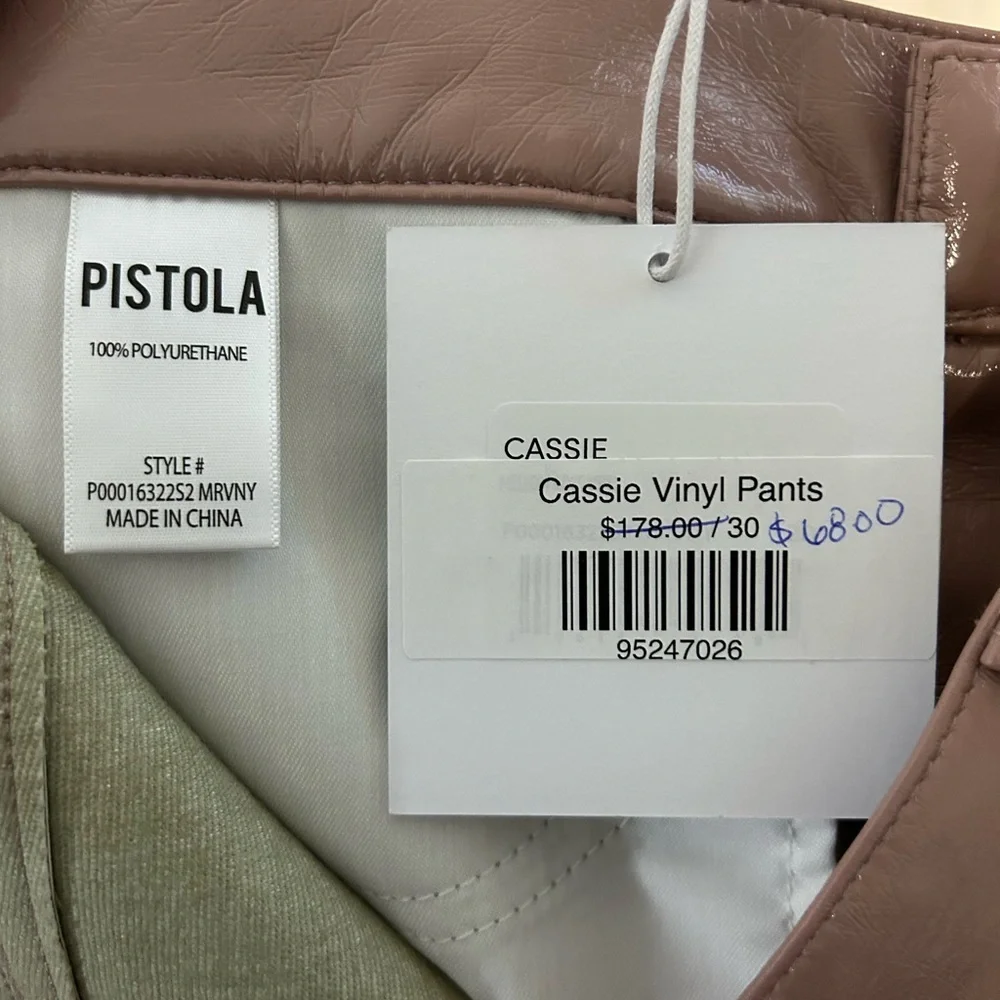 PISTOLA
100% POLYURETHANE
STYLE #
P00016322S2 MRVNY
MADE IN CHINA
CASSIE
Cassie Vinyl Pants
$178.00 / 30 $68.00
95247026